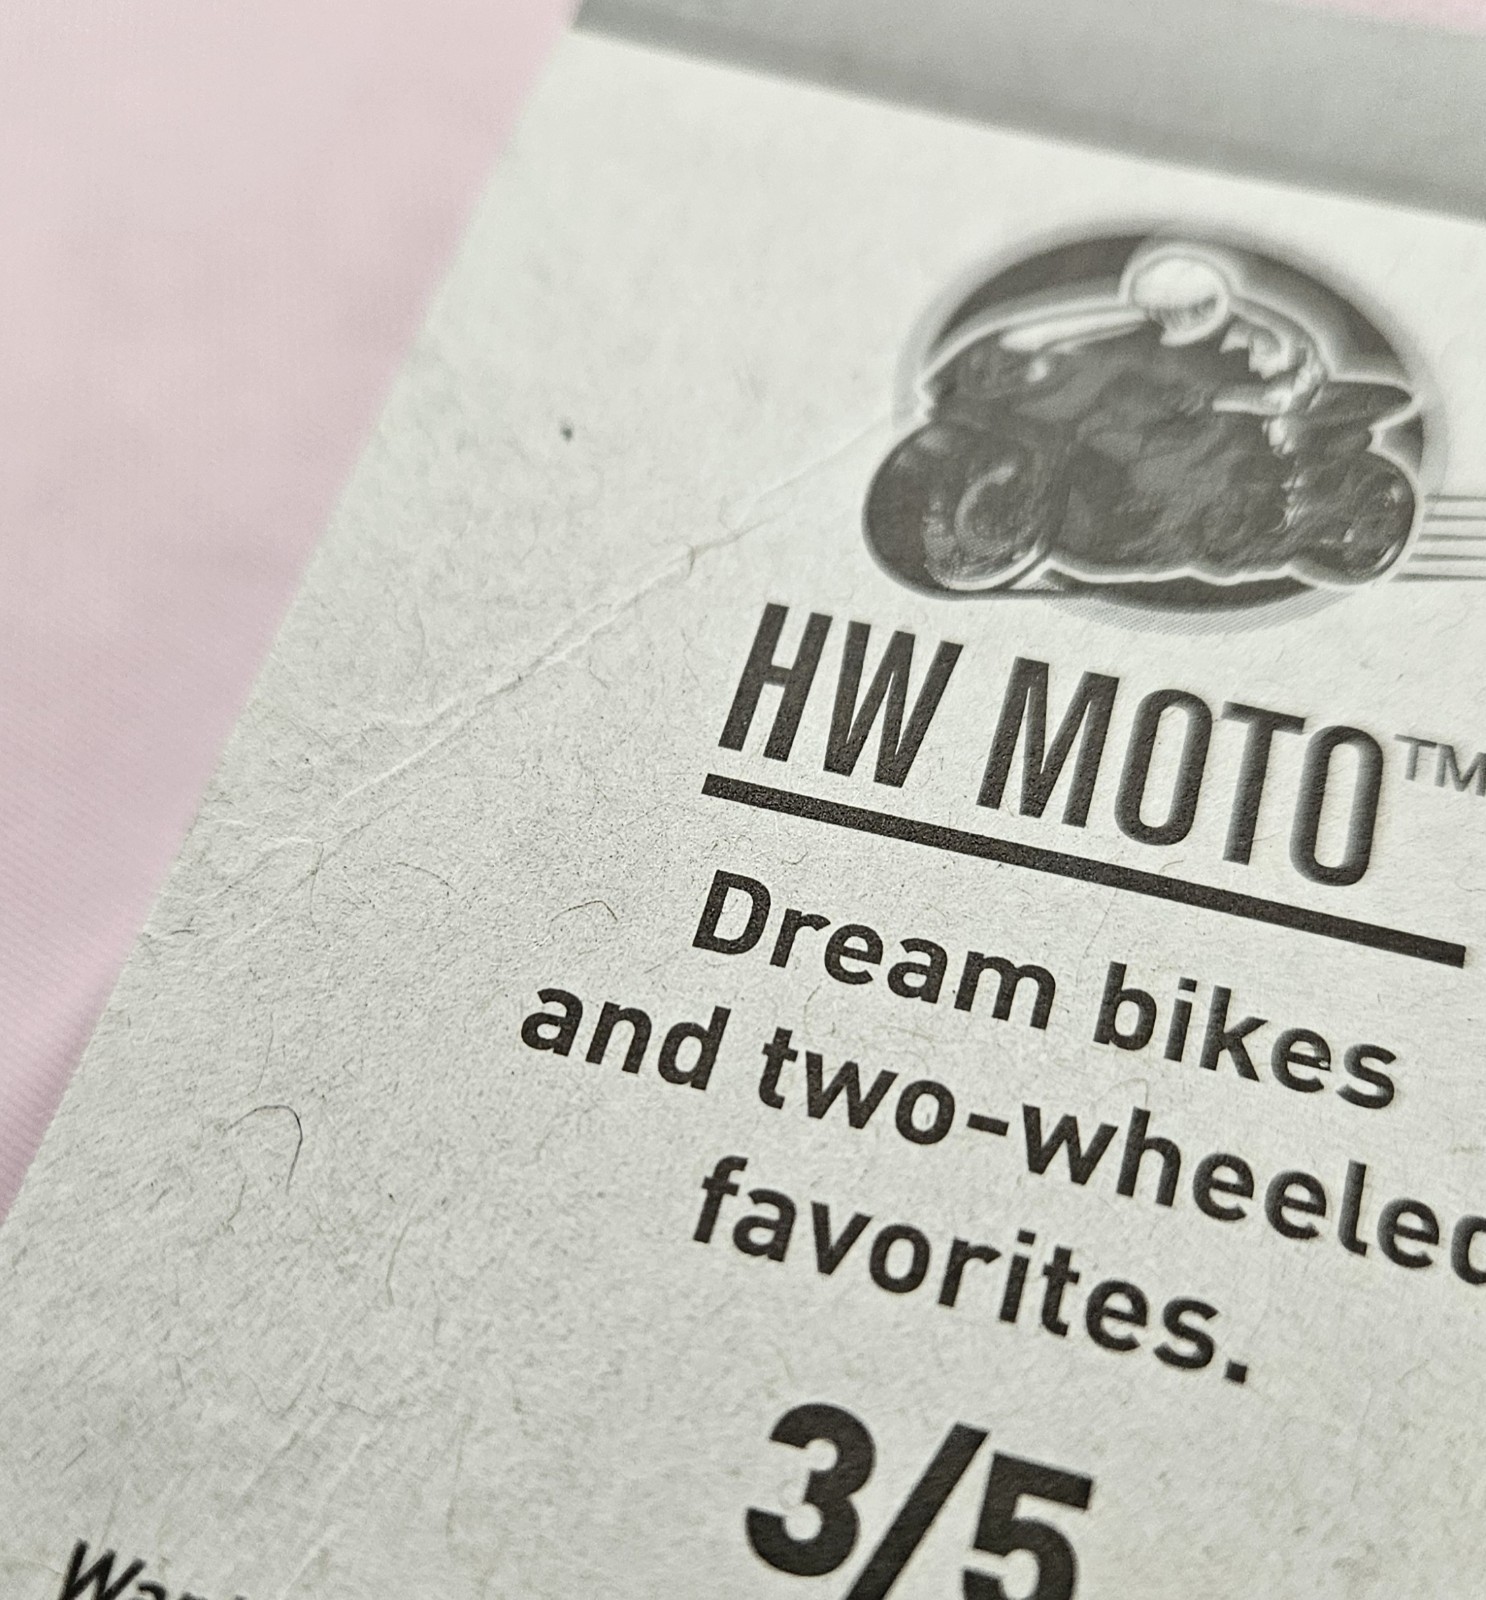 HW MOTO™
Dream bikes
and two-wheeled
favorites.
3/5